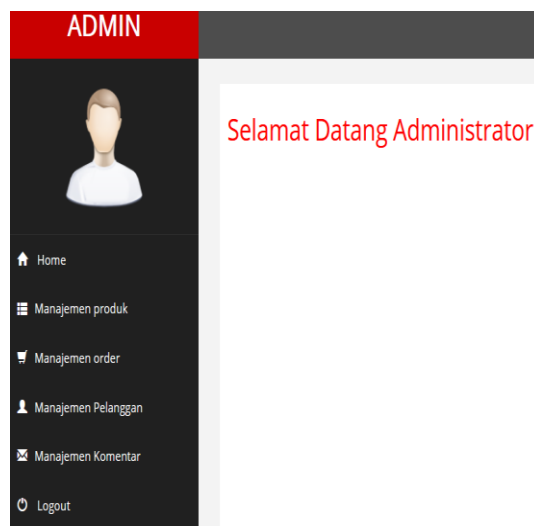 ADMIN
Selamat Datang Administrator
Home
Manajemen produk
Manajemen order
Manajemen Pelanggan
Manajemen Komentar
Logout